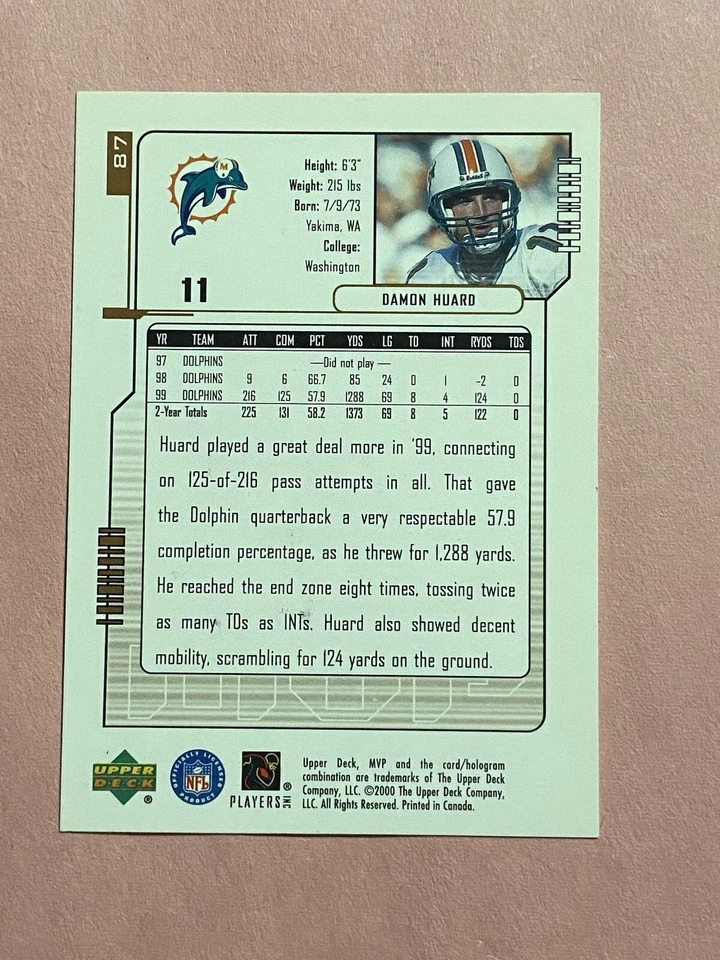 87
M
Height: 6'3"
Weight: 215 lbs
Born: 7/9/73
Yakima, WA
College:
Washington
Riddell
1
11
DAMON HUARD
YR TEAM ATT COM PCT YDS LG TD INT RYDS TDS
97 DOLPHINS —Did not play—
98 DOLPHINS 9 6 66.7 85 24 0 1 -2 0
99 DOLPHINS 216 125 57.9 1288 69 8 4 124 0
2-Year Totals 225 131 58.2 1373 69 8 5 122 0
Huard played a great deal more in '99, connecting
on 125-of-216 pass attempts in all. That gave
the Dolphin quarterback a very respectable 57.9
completion percentage, as he threw for 1,288 yards.
He reached the end zone eight times, tossing twice
as many TDs as INTs. Huard also showed decent
mobility, scrambling for 124 yards on the ground.
MVP
UPPER
DECK
®
OFFICIALLY LICENSED
NFL
PRODUCT
PLAYERS INC ®
Upper Deck, MVP and the card/hologram
combination are trademarks of The Upper Deck
Company, LLC. ©2000 The Upper Deck Company,
LLC. All Rights Reserved. Printed in Canada.